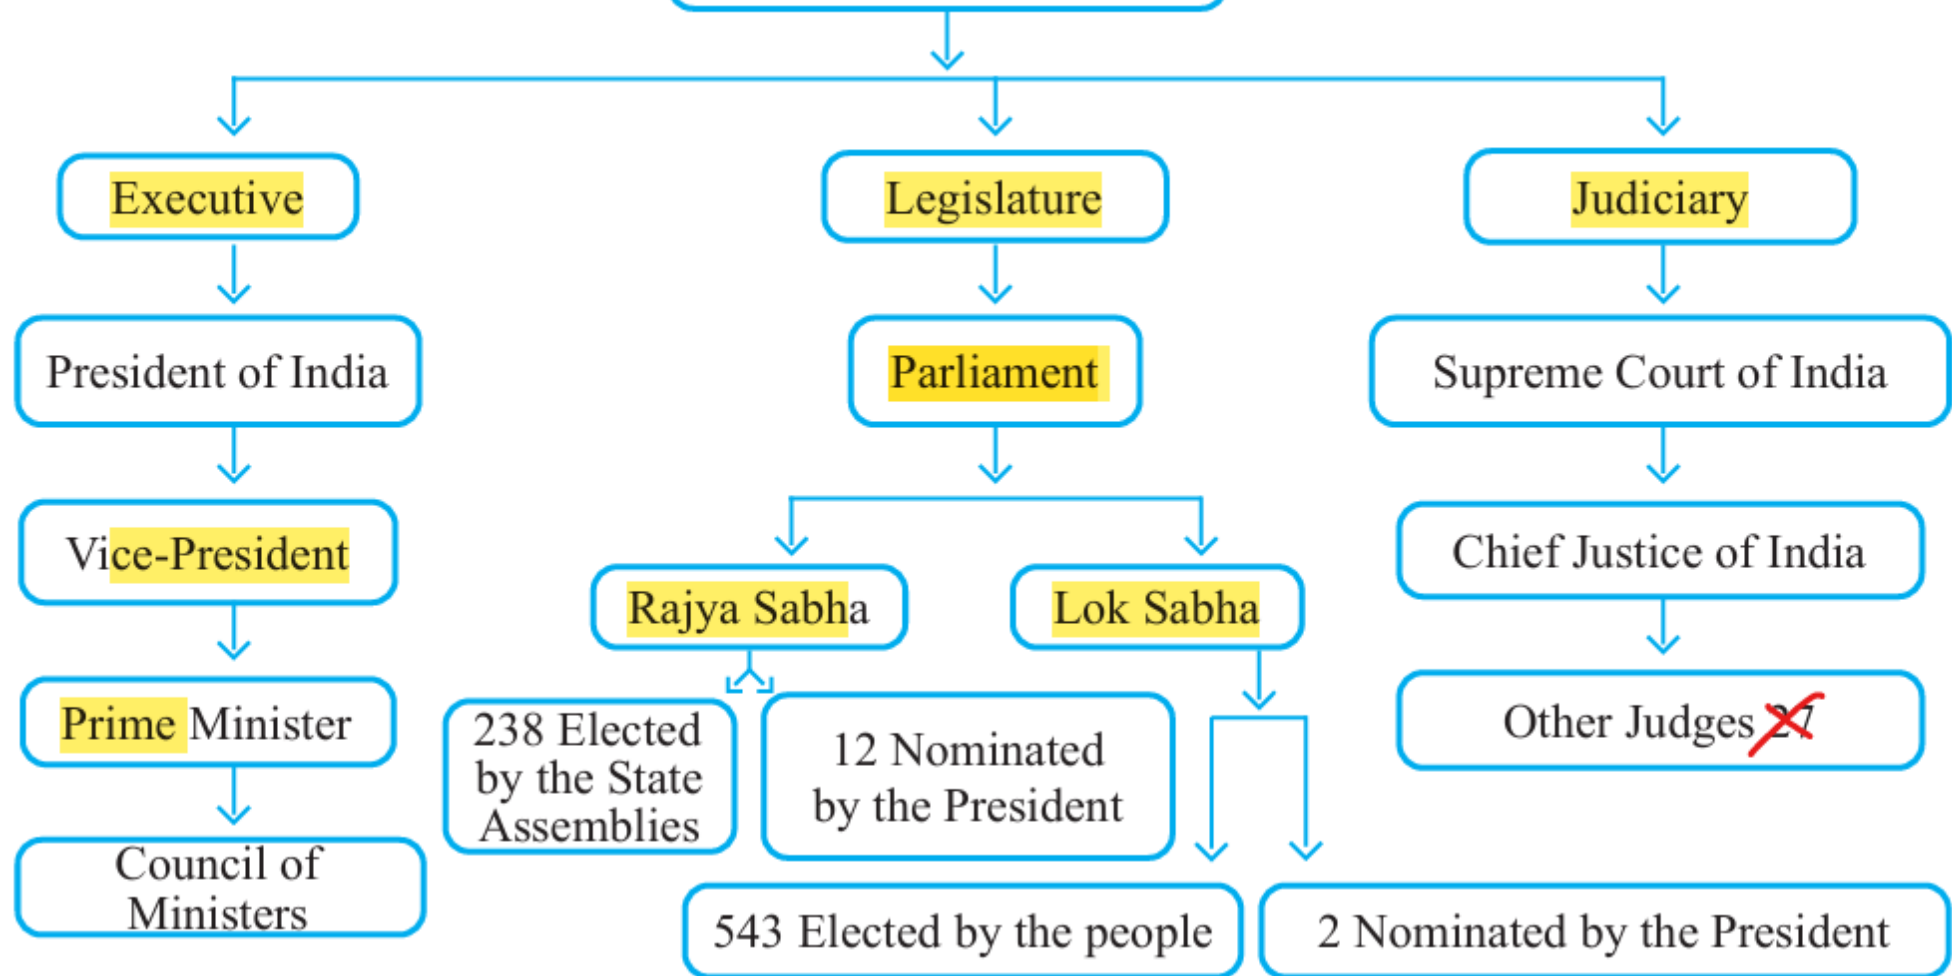 Executive
Legislature
Judiciary
President of India
Parliament
Supreme Court of India
Vice-President
Chief Justice of India
Rajya Sabha
Lok Sabha
Prime Minister
238 Elected
by the State
Assemblies
12 Nominated
by the President
Other Judges 27
Council of
Ministers
543 Elected by the people
2 Nominated by the President